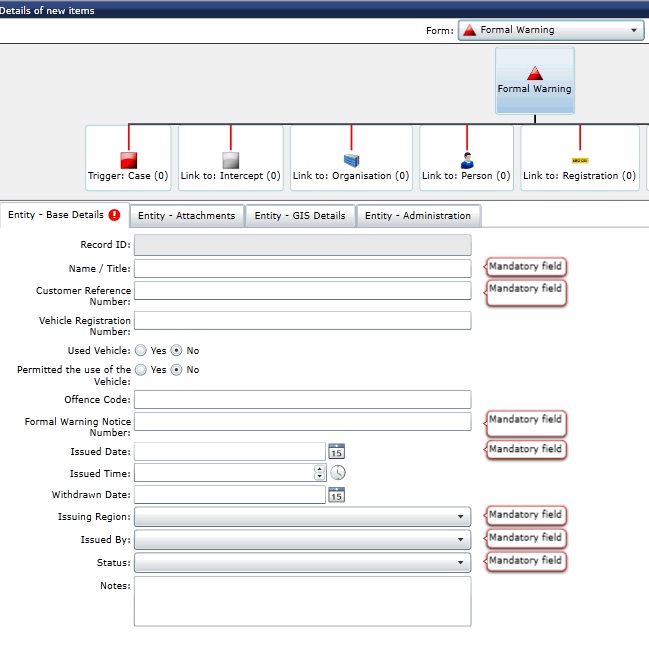 Details of new items
Form: Formal Warning
Formal Warning
Trigger: Case (0) Link to: Intercept (0) Link to: Organisation (0) Link to: Person (0) Link to: Registration (0)
Entity - Base Details Entity - Attachments Entity - GIS Details Entity - Administration
Record ID:
Name / Title: Mandatory field
Customer Reference Mandatory field
Number:
Vehicle Registration
Number:
Used Vehicle: Yes No
Permitted the use of the Yes No
Vehicle:
Offence Code:
Formal Warning Notice Mandatory field
Number:
Issued Date: 15 Mandatory field
Issued Time:
Withdrawn Date: 15
Issuing Region: Mandatory field
Issued By: Mandatory field
Status: Mandatory field
Notes: